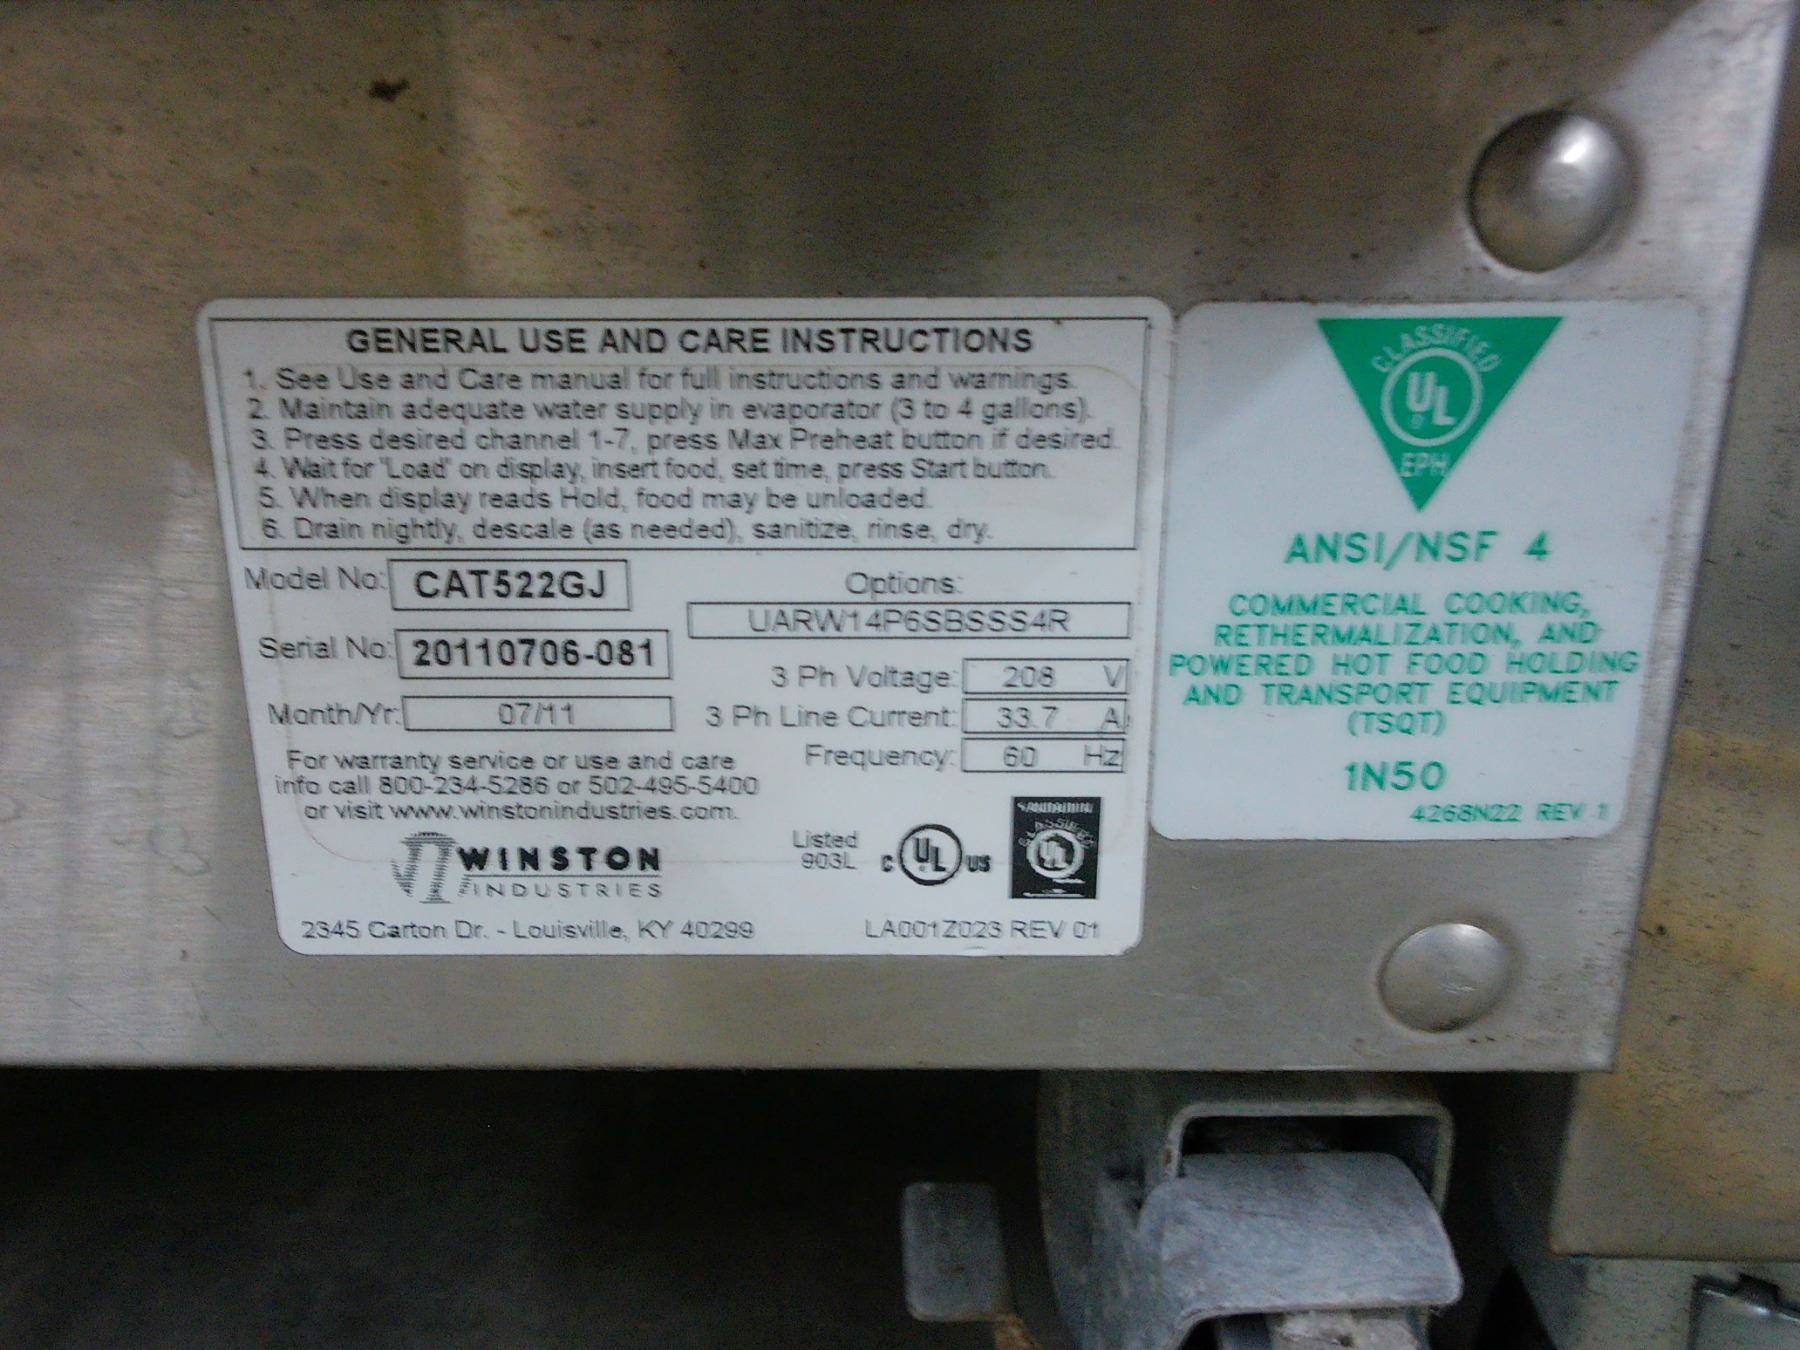 GENERAL USE AND CARE INSTRUCTIONS
1. See Use and Care manual for full instructions and warnings.
2. Maintain adequate water supply in evaporator (3 to 4 gallons).
3. Press desired channel 1-7, press Max Preheat button if desired.
4. Wait for "Load" on display, insert food, set time, press Start button.
5. When display reads Hold, food may be unloaded.
6. Drain nightly, descale (as needed), sanitize, rinse, dry.
Model No: CAT522GJ
Serial No: 20110706-081
Month/Yr: 07/11
Options:
UARW14P6SBSSS4R
3 Ph Voltage: 208 V
3 Ph Line Current: 33.7 A
Frequency: 60 Hz
For warranty service or use and care
info call 800-234-5286 or 502-495-5400
or visit www.winstonindustries.com.
WINSTON
INDUSTRIES
Listed
903L
C UL US
SANITATION
CLASSIFIED
UL
2345 Carton Dr. - Louisville, KY 40299
LA001Z023 REV 01
CLASSIFIED
UL
EPH
ANSI/NSF 4
COMMERCIAL COOKING,
RETHERMALIZATION, AND
POWERED HOT FOOD HOLDING
AND TRANSPORT EQUIPMENT
(TSQT)
1N50
4268N22 REV 1